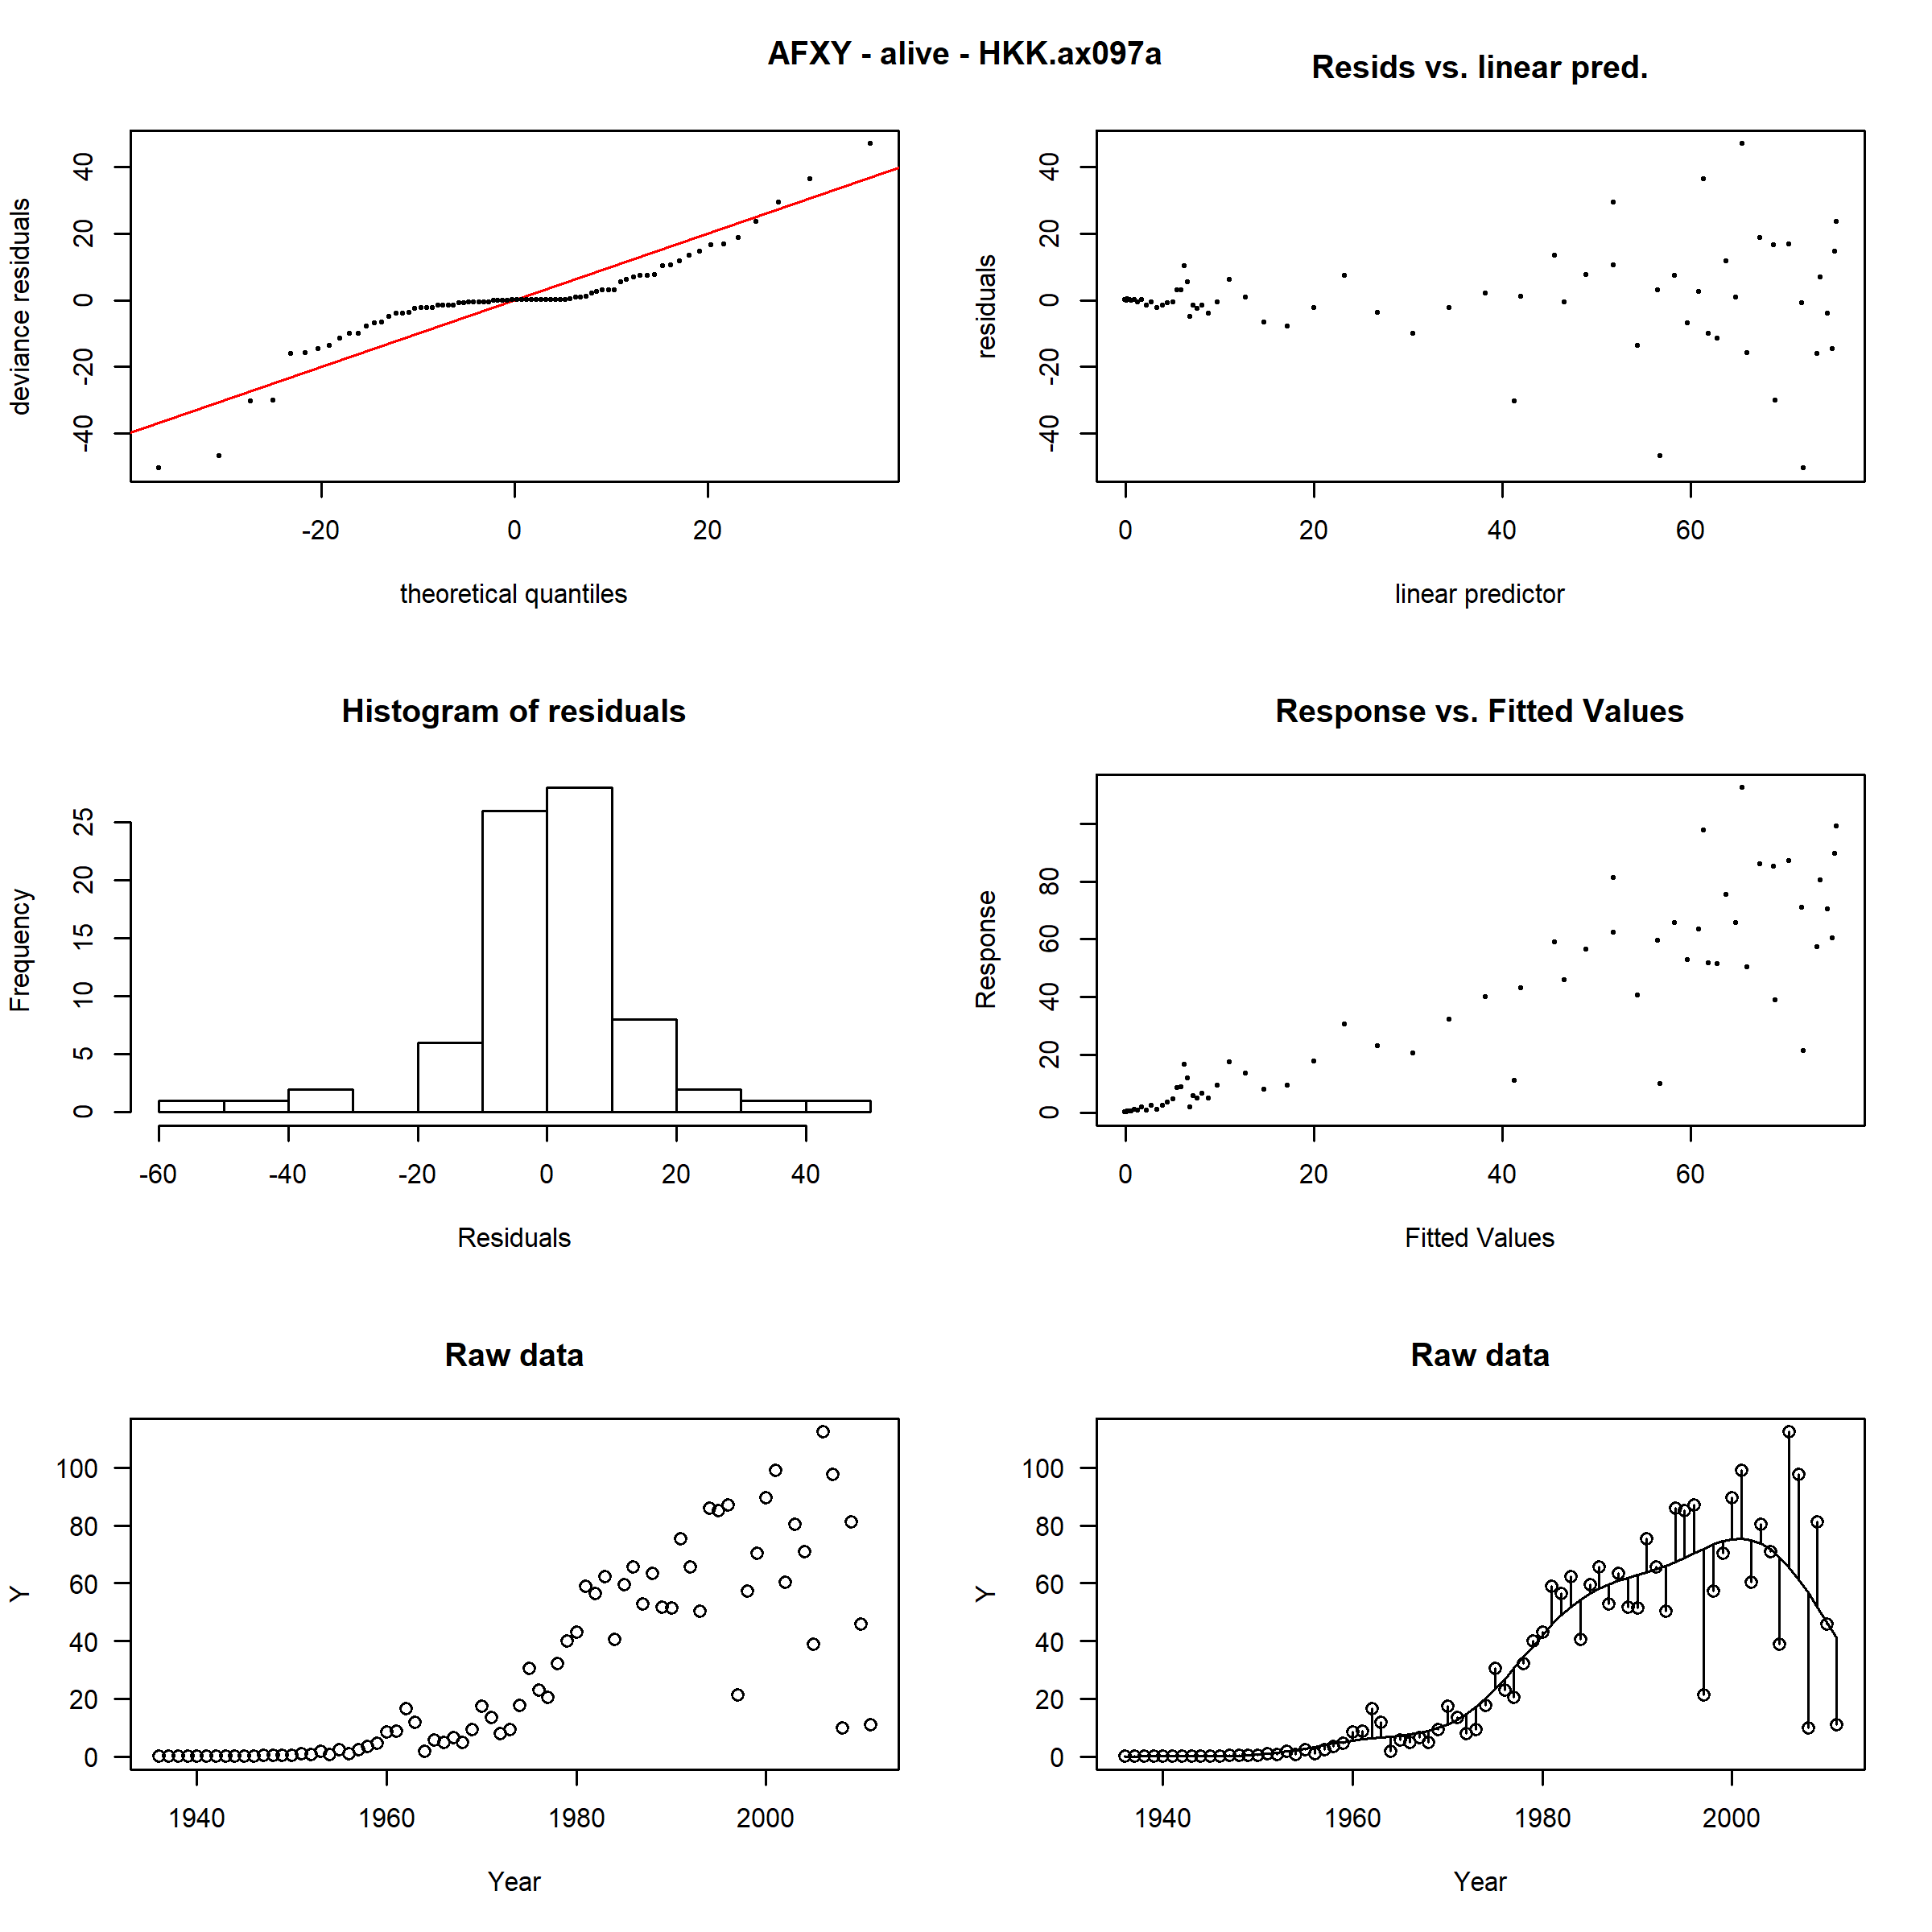 AFXY - alive - HKK.ax097a
Resids vs. linear pred.
deviance residuals
-40 -20 0 20 40
-20 0 20
theoretical quantiles
residuals
-40 -20 0 20 40
0 20 40 60
linear predictor
Histogram of residuals
Frequency
0 5 10 15 20 25
-60 -40 -20 0 20 40
Residuals
Response vs. Fitted Values
Response
0 20 40 60 80
0 20 40 60
Fitted Values
Raw data
Y
100
80
60
40
20
0
1940 1960 1980 2000
Year
Raw data
Y
100
80
60
40
20
0
1940 1960 1980 2000
Year